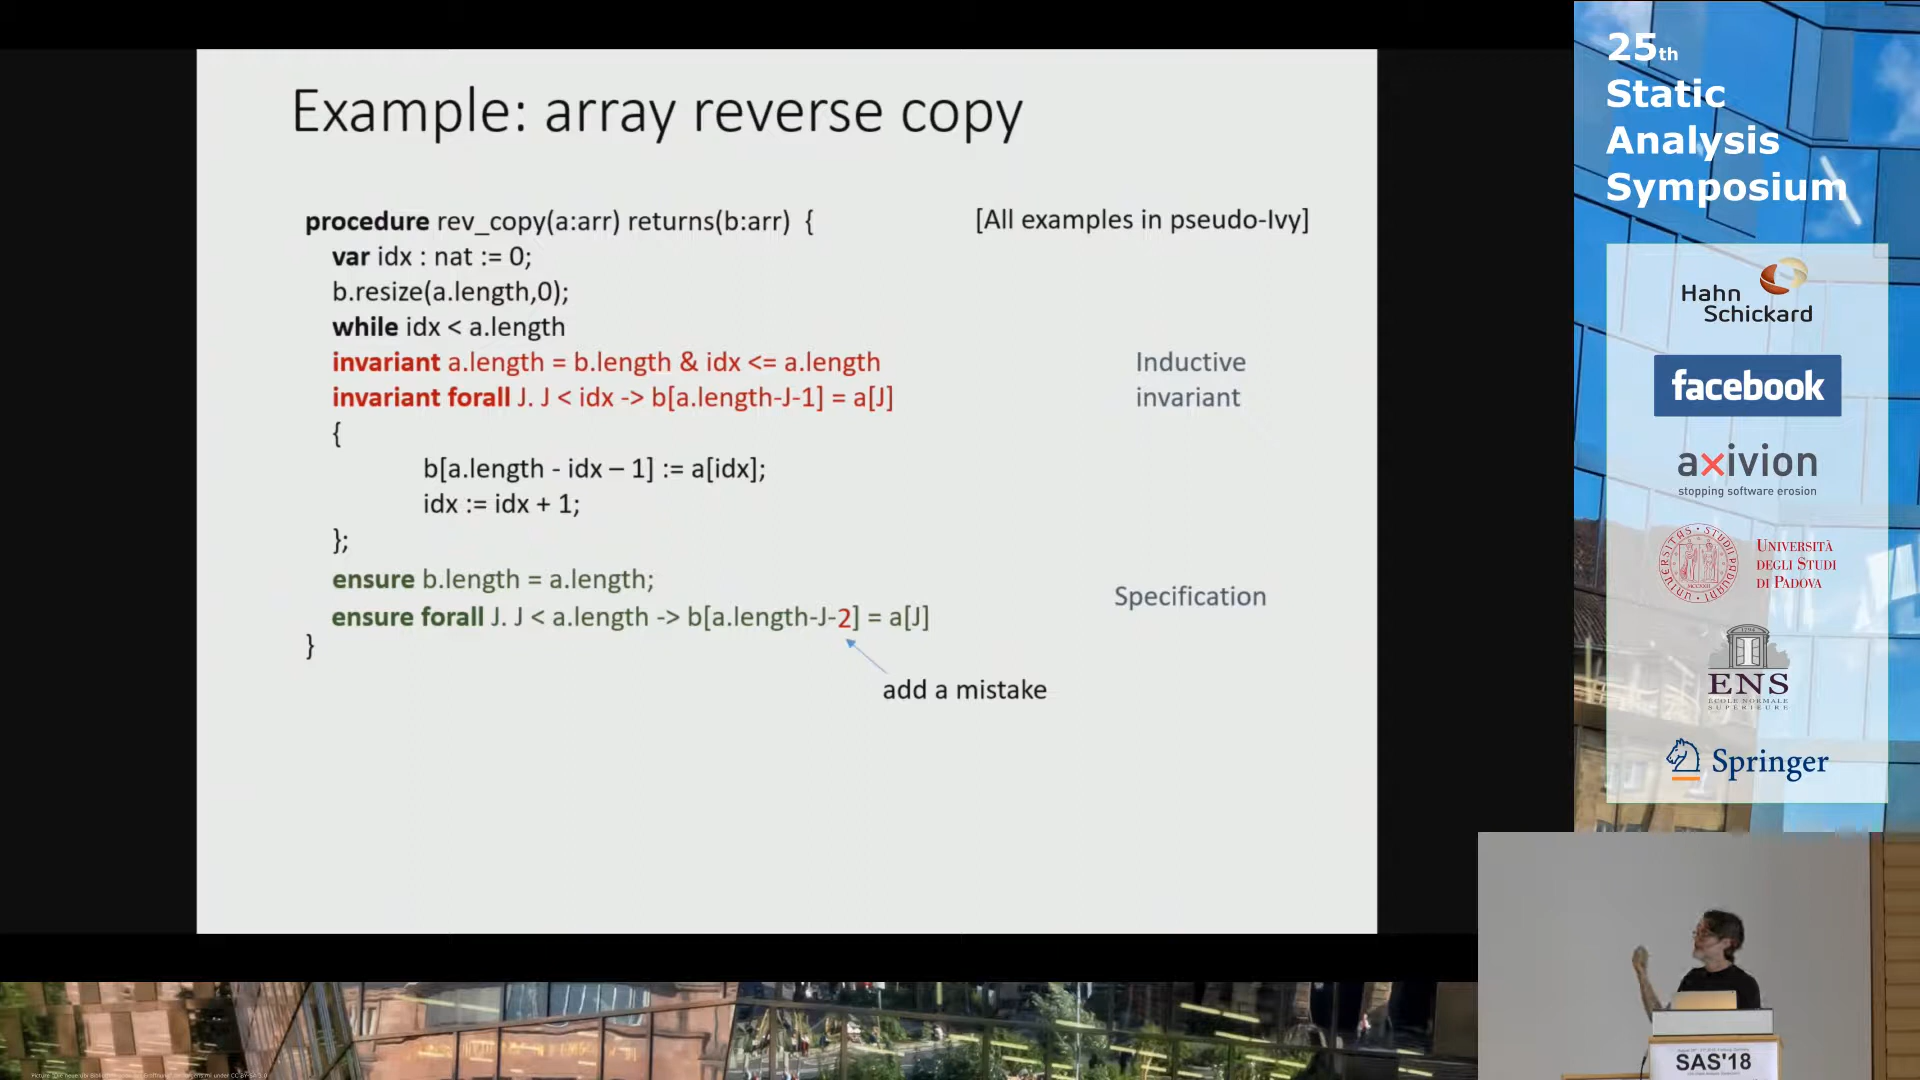 Example: array reverse copy
procedure rev_copy(a:arr) returns(b:arr) {
[All examples in pseudo-Ivy]
var idx : nat := 0;
b.resize(a.length,0);
while idx < a.length
invariant a.length = b.length & idx <= a.length
invariant forall J. J < idx -> b[a.length-J-1] = a[J]
Inductive
invariant
{
b[a.length - idx – 1] := a[idx];
idx := idx + 1;
};
ensure b.length = a.length;
ensure forall J. J < a.length -> b[a.length-J-2] = a[J]
Specification
}
add a mistake
25th
Static
Analysis
Symposium
Hahn
Schickard
facebook
axivion
stopping software erosion
UNIVERSITÀ
DEGLI STUDI
DI PADOVA
ENS
ÉCOLE NORMALE
SUPÉRIEURE
Springer
SAS'18